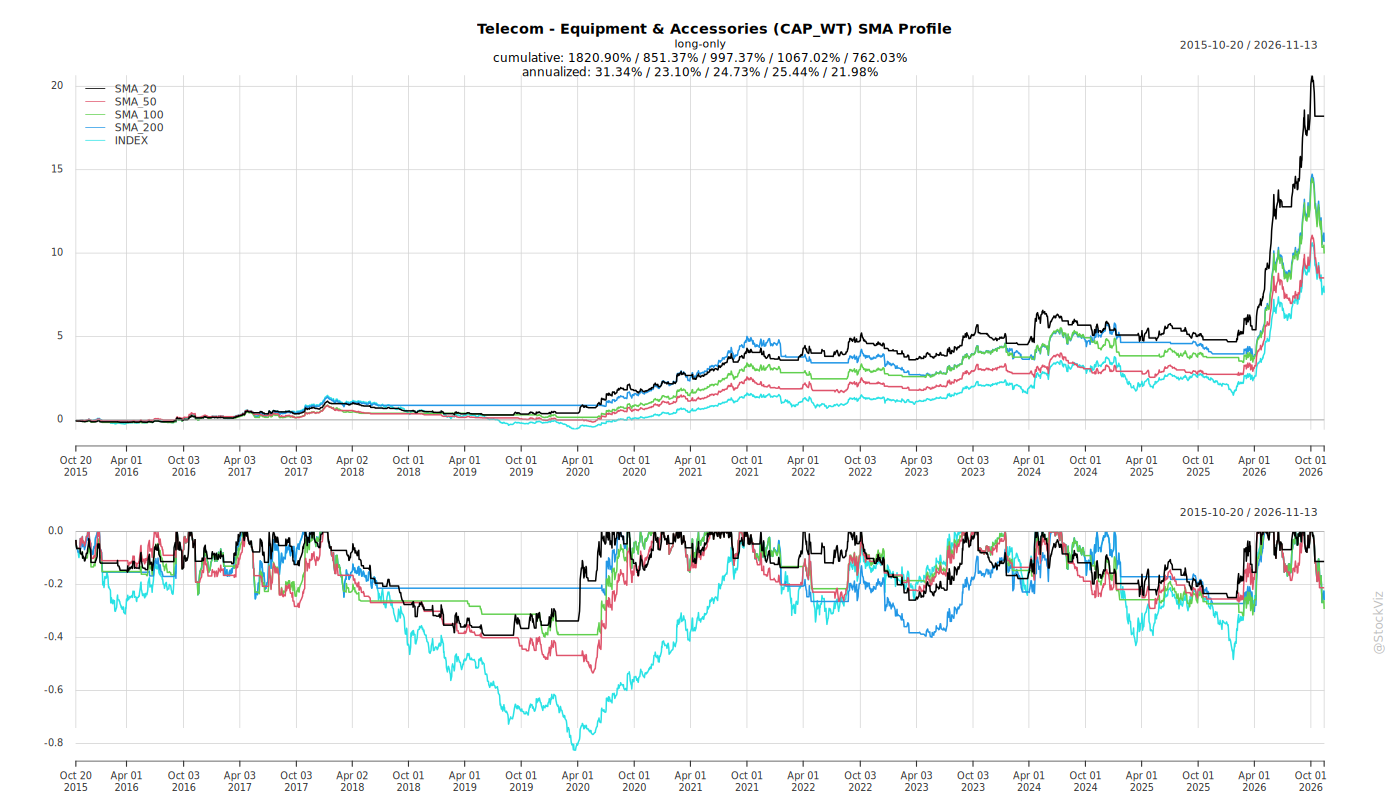 Telecom - Equipment & Accessories (CAP_WT) SMA Profile
long-only
cumulative: 1820.90% / 851.37% / 997.37% / 1067.02% / 762.03%
annualized: 31.34% / 23.10% / 24.73% / 25.44% / 21.98%
2015-10-20 / 2026-11-13
SMA_20
SMA_50
SMA_100
SMA_200
INDEX
20
15
10
5
0
Oct 20 Apr 01 Oct 03 Apr 03 Oct 03 Apr 02 Oct 01 Apr 01 Oct 01 Apr 01 Oct 01 Apr 01 Oct 01 Apr 01 Oct 03 Apr 03 Oct 03 Apr 01 Oct 01 Apr 01 Oct 01 Apr 01 Oct 01
2015 2016 2016 2017 2017 2018 2018 2019 2019 2020 2020 2021 2021 2022 2022 2023 2023 2024 2024 2025 2025 2026 2026
2015-10-20 / 2026-11-13
0.0
-0.2
-0.4
-0.6
-0.8
Oct 20 Apr 01 Oct 03 Apr 03 Oct 03 Apr 02 Oct 01 Apr 01 Oct 01 Apr 01 Oct 01 Apr 01 Oct 01 Apr 01 Oct 03 Apr 03 Oct 03 Apr 01 Oct 01 Apr 01 Oct 01 Apr 01 Oct 01
2015 2016 2016 2017 2017 2018 2018 2019 2019 2020 2020 2021 2021 2022 2022 2023 2023 2024 2024 2025 2025 2026 2026
@StockViz